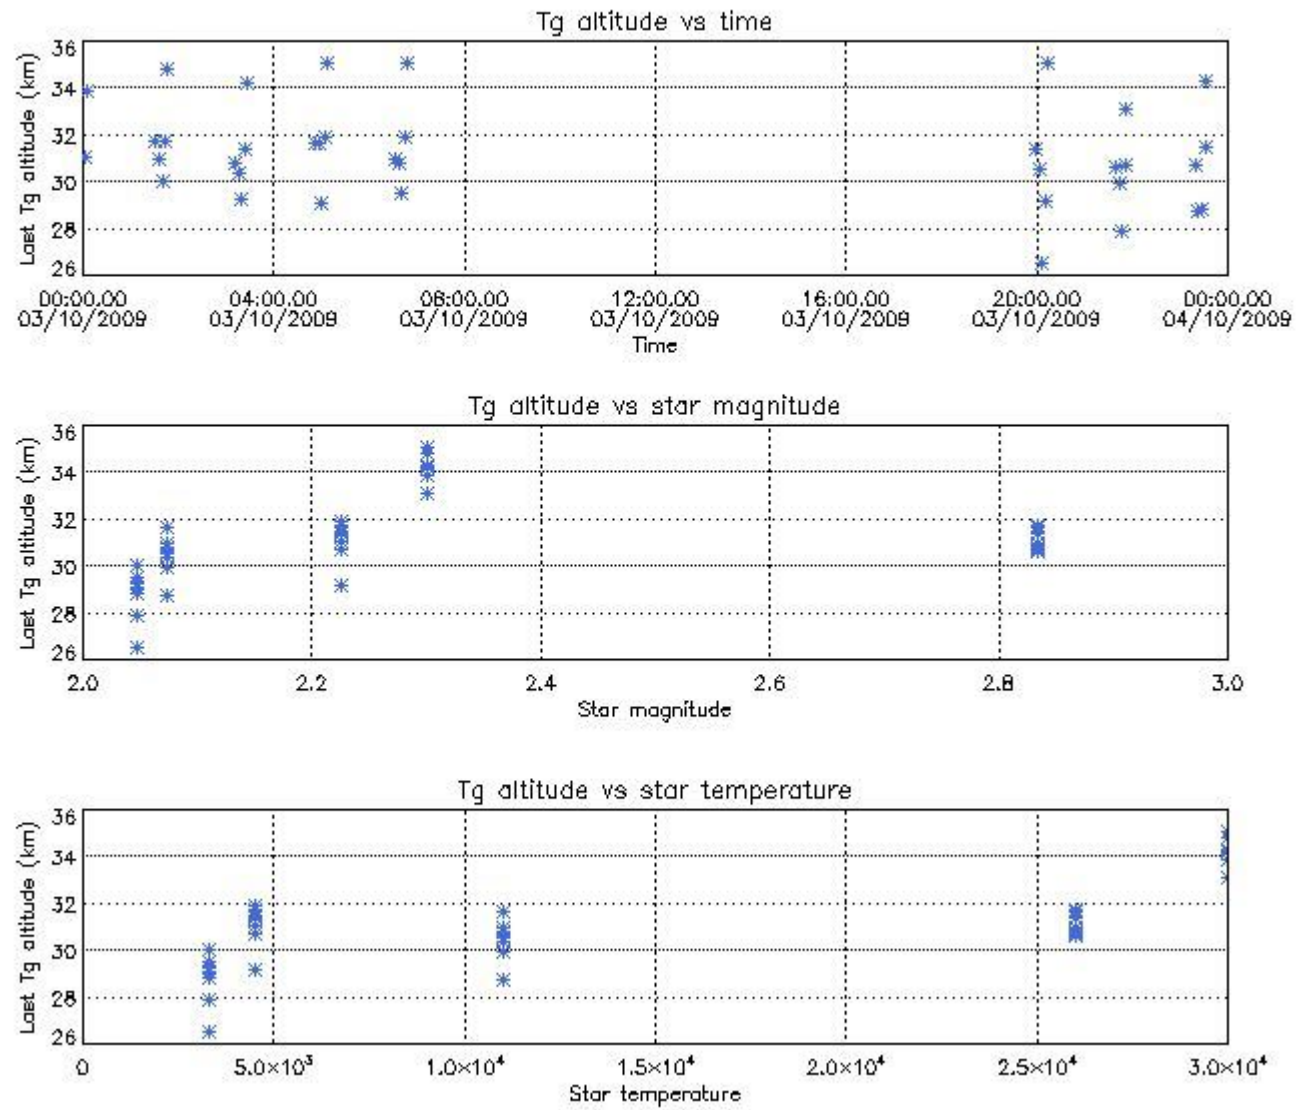 Tg altitude vs time
Last Tg altitude (km)
36
34
32
30
28
26
00:00.00 04:00.00 08:00.00 12:00.00 16:00.00 20:00.00 00:00.00
03/10/2009 03/10/2009 03/10/2009 03/10/2009 03/10/2009 03/10/2009 04/10/2009
Time
Tg altitude vs star magnitude
Last Tg altitude (km)
36
34
32
30
28
26
2.0 2.2 2.4 2.6 2.8 3.0
Star magnitude
Tg altitude vs star temperature
Last Tg altitude (km)
36
34
32
30
28
26
0 5.0×10³ 1.0×10⁴ 1.5×10⁴ 2.0×10⁴ 2.5×10⁴ 3.0×10⁴
Star temperature